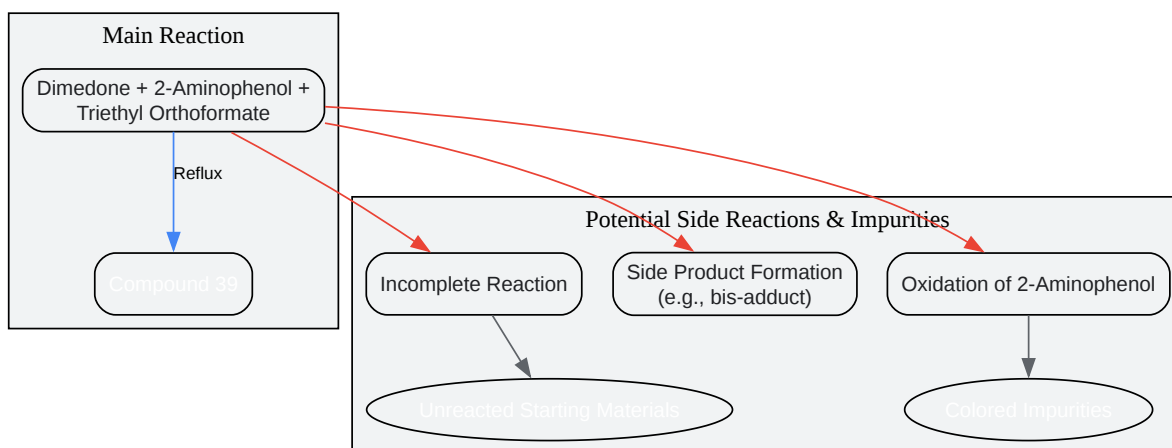 Main Reaction
Dimedone + 2-Aminophenol +
Triethyl Orthoformate
Reflux
Compound 39
Potential Side Reactions & Impurities
Incomplete Reaction
Side Product Formation
(e.g., bis-adduct)
Oxidation of 2-Aminophenol
Unreacted Starting Materials
Colored Impurities